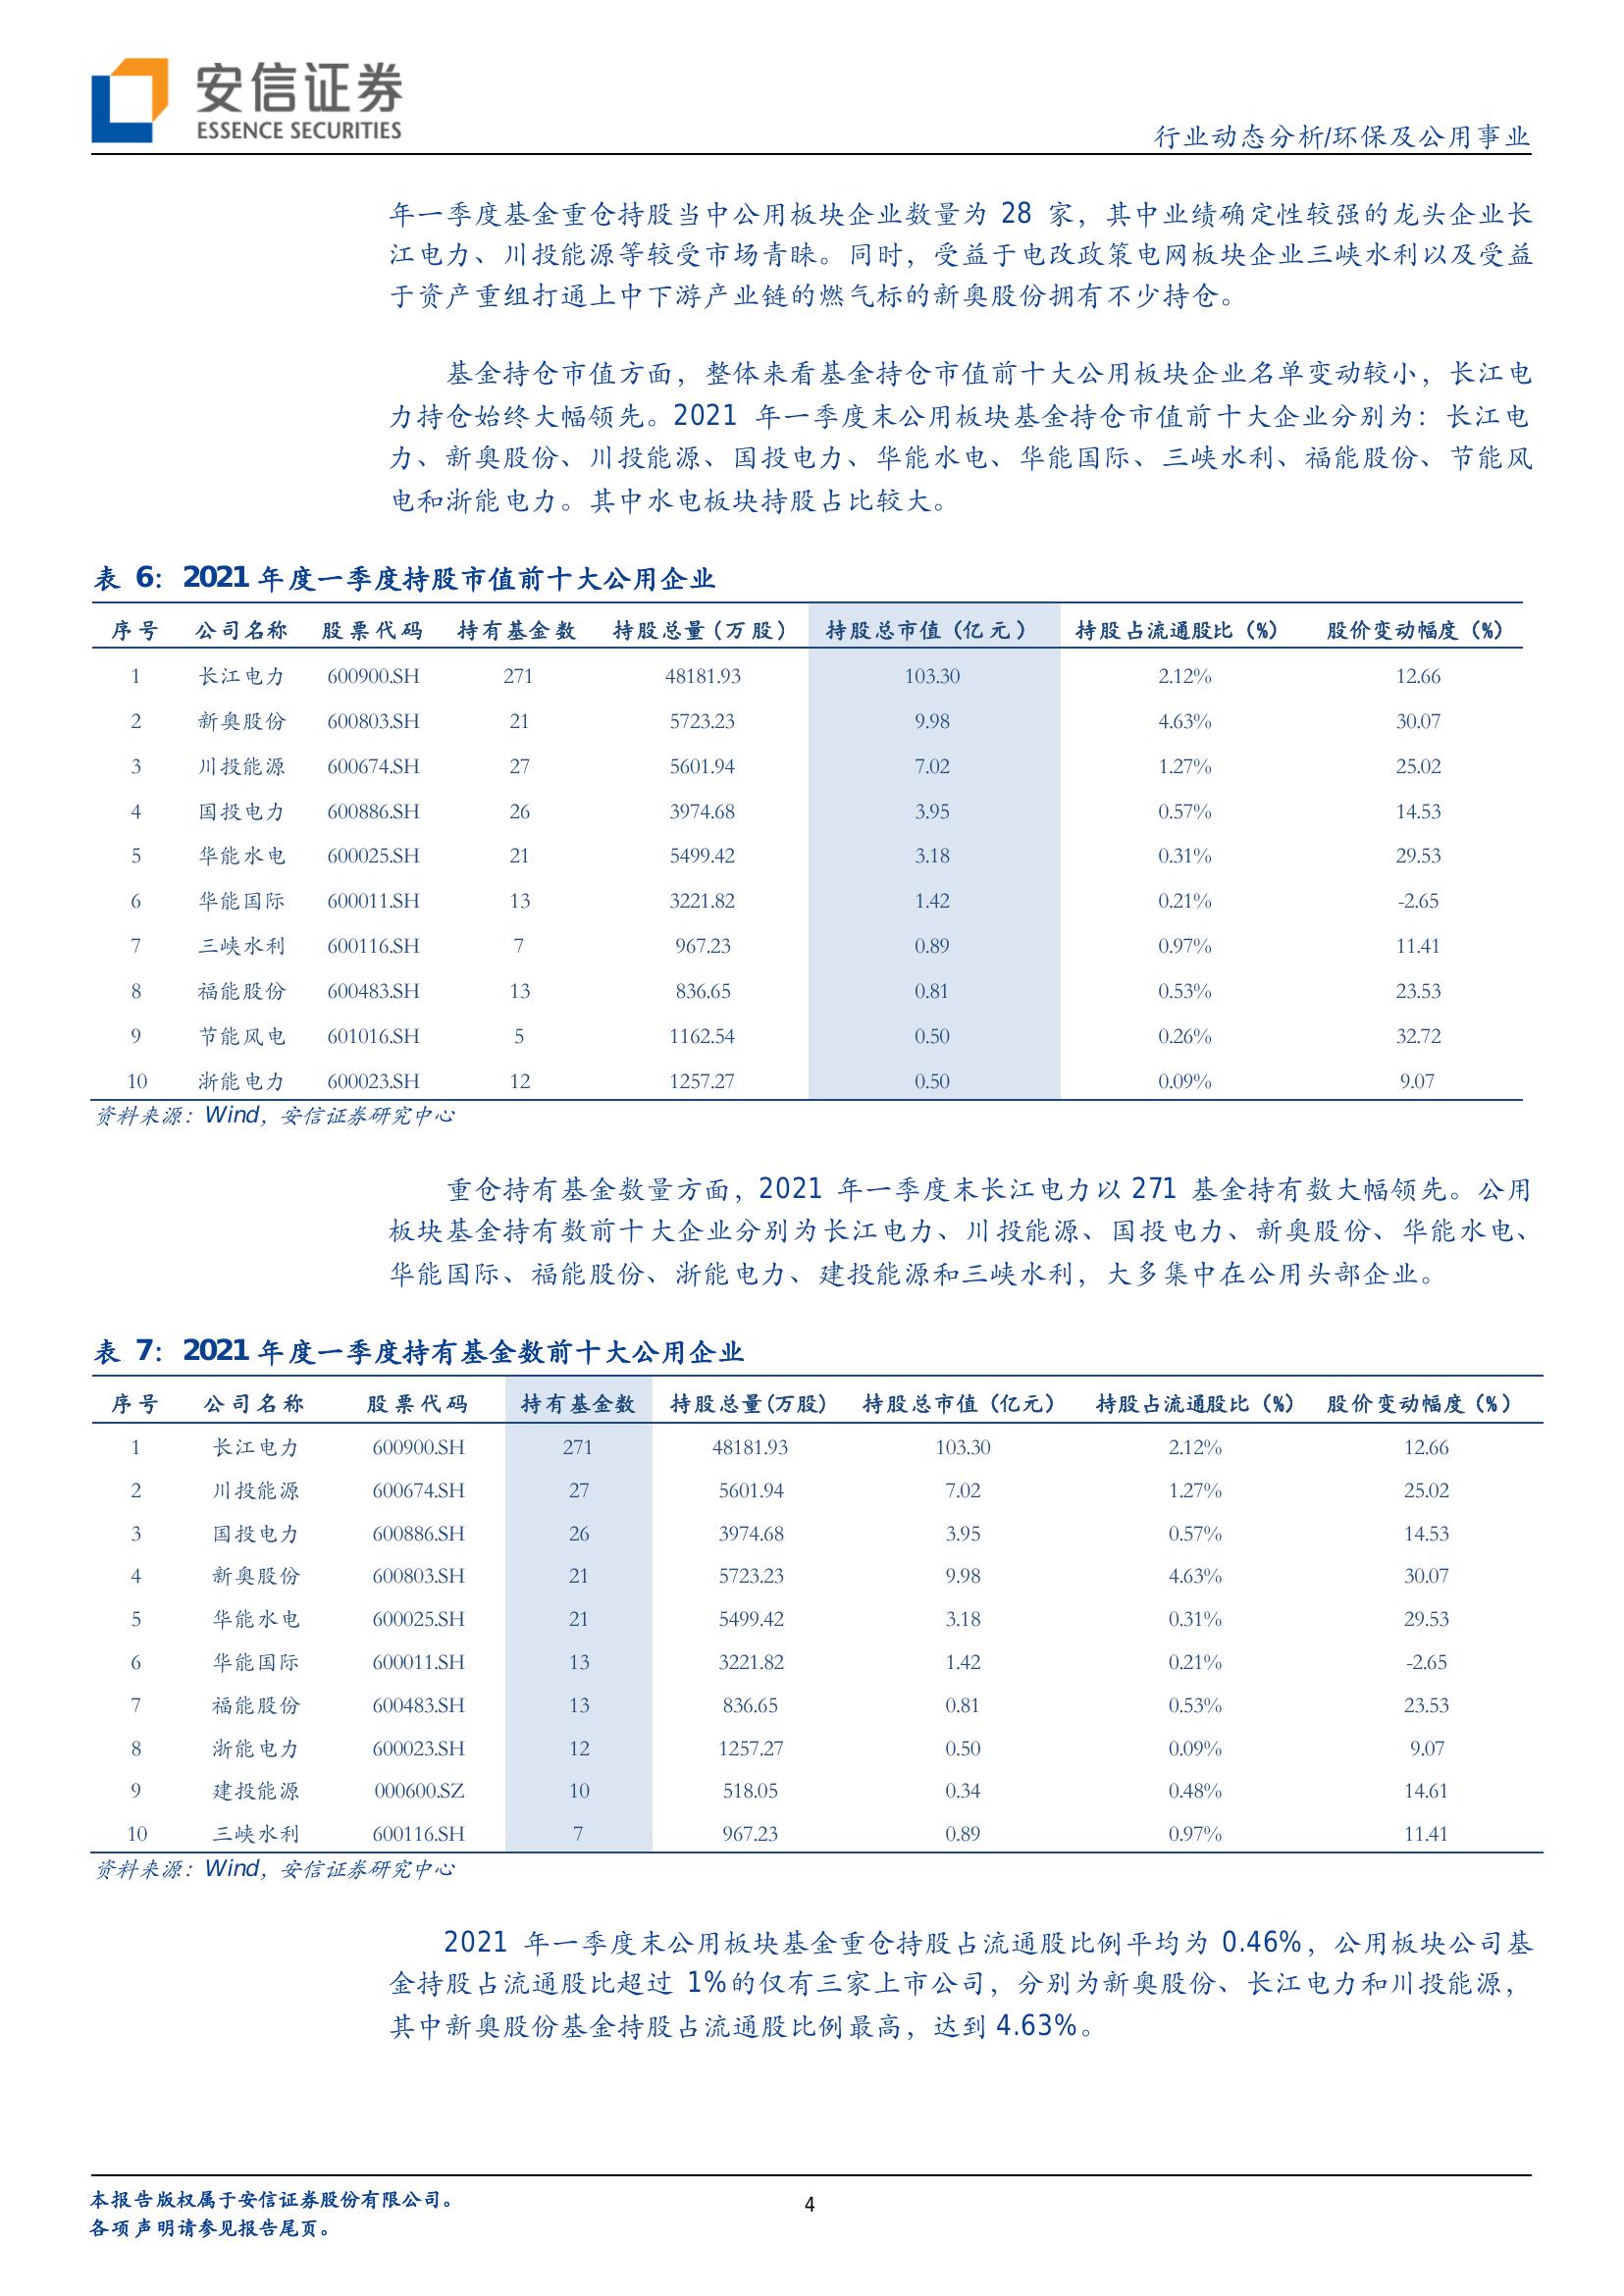 安信证券
ESSENCE SECURITIES
行业动态分析/环保及公用事业
年一季度基金重仓持股当中公用板块企业数量为 28 家，其中业绩确定性较强的龙头企业长
江电力、川投能源等较受市场青睐。同时，受益于电改政策电网板块企业三峡水利以及受益
于资产重组打通上中下游产业链的燃气标的新奥股份拥有不少持仓。
基金持仓市值方面，整体来看基金持仓市值前十大公用板块企业名单变动较小，长江电
力持仓始终大幅领先。2021 年一季度末公用板块基金持仓市值前十大企业分别为：长江电
力、新奥股份、川投能源、国投电力、华能水电、华能国际、三峡水利、福能股份、节能风
电和浙能电力。其中水电板块持股占比较大。
表 6：2021 年度一季度持股市值前十大公用企业
序号 公司名称 股票代码 持有基金数 持股总量（万股） 持股总市值（亿元） 持股占流通股比（%） 股价变动幅度（%）
1 长江电力 600900.SH 271 48181.93 103.30 2.12% 12.66
2 新奥股份 600803.SH 21 5723.23 9.98 4.63% 30.07
3 川投能源 600674.SH 27 5601.94 7.02 1.27% 25.02
4 国投电力 600886.SH 26 3974.68 3.95 0.57% 14.53
5 华能水电 600025.SH 21 5499.42 3.18 0.31% 29.53
6 华能国际 600011.SH 13 3221.82 1.42 0.21% -2.65
7 三峡水利 600116.SH 7 967.23 0.89 0.97% 11.41
8 福能股份 600483.SH 13 836.65 0.81 0.53% 23.53
9 节能风电 601016.SH 5 1162.54 0.50 0.26% 32.72
10 浙能电力 600023.SH 12 1257.27 0.50 0.09% 9.07
资料来源：Wind，安信证券研究中心
重仓持有基金数量方面，2021 年一季度末长江电力以 271 基金持有数大幅领先。公用
板块基金持有数前十大企业分别为长江电力、川投能源、国投电力、新奥股份、华能水电、
华能国际、福能股份、浙能电力、建投能源和三峡水利，大多集中在公用头部企业。
表 7：2021 年度一季度持有基金数前十大公用企业
序号 公司名称 股票代码 持有基金数 持股总量(万股) 持股总市值（亿元） 持股占流通股比（%） 股价变动幅度（%）
1 长江电力 600900.SH 271 48181.93 103.30 2.12% 12.66
2 川投能源 600674.SH 27 5601.94 7.02 1.27% 25.02
3 国投电力 600886.SH 26 3974.68 3.95 0.57% 14.53
4 新奥股份 600803.SH 21 5723.23 9.98 4.63% 30.07
5 华能水电 600025.SH 21 5499.42 3.18 0.31% 29.53
6 华能国际 600011.SH 13 3221.82 1.42 0.21% -2.65
7 福能股份 600483.SH 13 836.65 0.81 0.53% 23.53
8 浙能电力 600023.SH 12 1257.27 0.50 0.09% 9.07
9 建投能源 000600.SZ 10 518.05 0.34 0.48% 14.61
10 三峡水利 600116.SH 7 967.23 0.89 0.97% 11.41
资料来源：Wind，安信证券研究中心
2021 年一季度末公用板块基金重仓持股占流通股比例平均为 0.46%，公用板块公司基
金持股占流通股比超过 1%的仅有三家上市公司，分别为新奥股份、长江电力和川投能源，
其中新奥股份基金持股占流通股比例最高，达到 4.63%。
本报告版权属于安信证券股份有限公司。
各项声明请参见报告尾页。
4